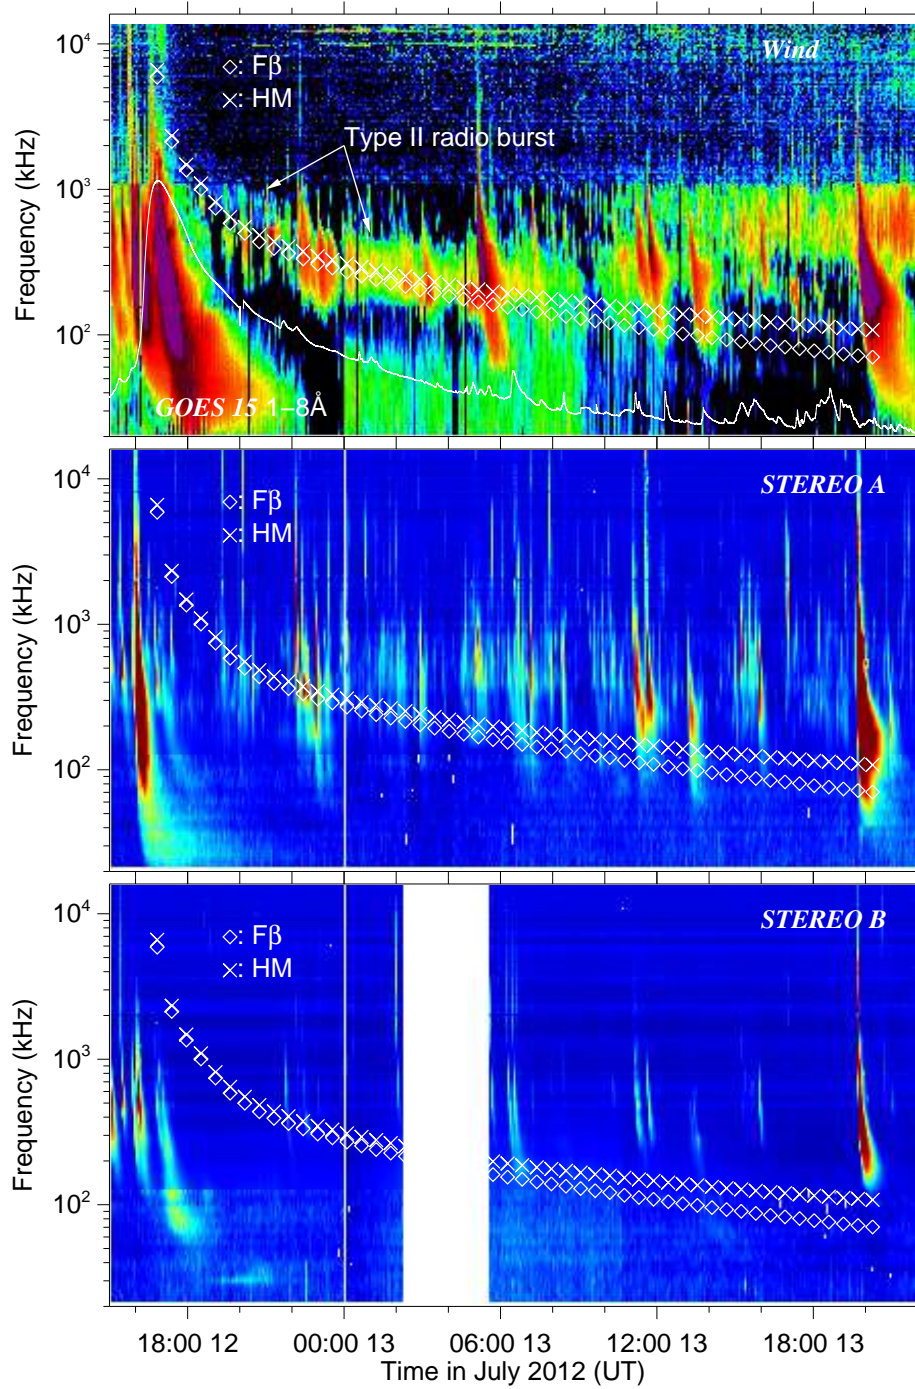 10⁴
Wind
◇: Fβ
×: HM
Type II radio burst
10³
Frequency (kHz)
10²
GOES 15 1–8Å
10⁴
STEREO A
◇: Fβ
×: HM
10³
Frequency (kHz)
10²
10⁴
STEREO B
◇: Fβ
×: HM
10³
Frequency (kHz)
10²
18:00 12 00:00 13 06:00 13 12:00 13 18:00 13
Time in July 2012 (UT)